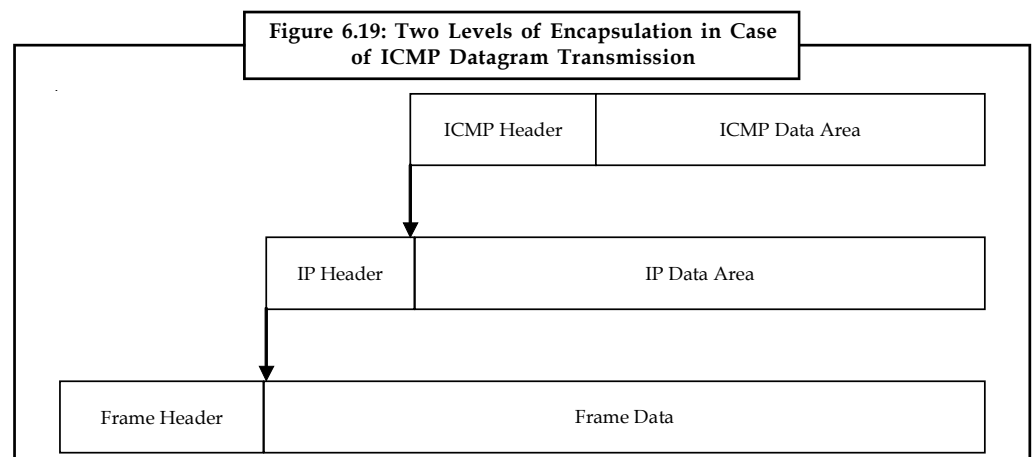 Figure 6.19: Two Levels of Encapsulation in Case
of ICMP Datagram Transmission
ICMP Header
ICMP Data Area
IP Header
IP Data Area
Frame Header
Frame Data